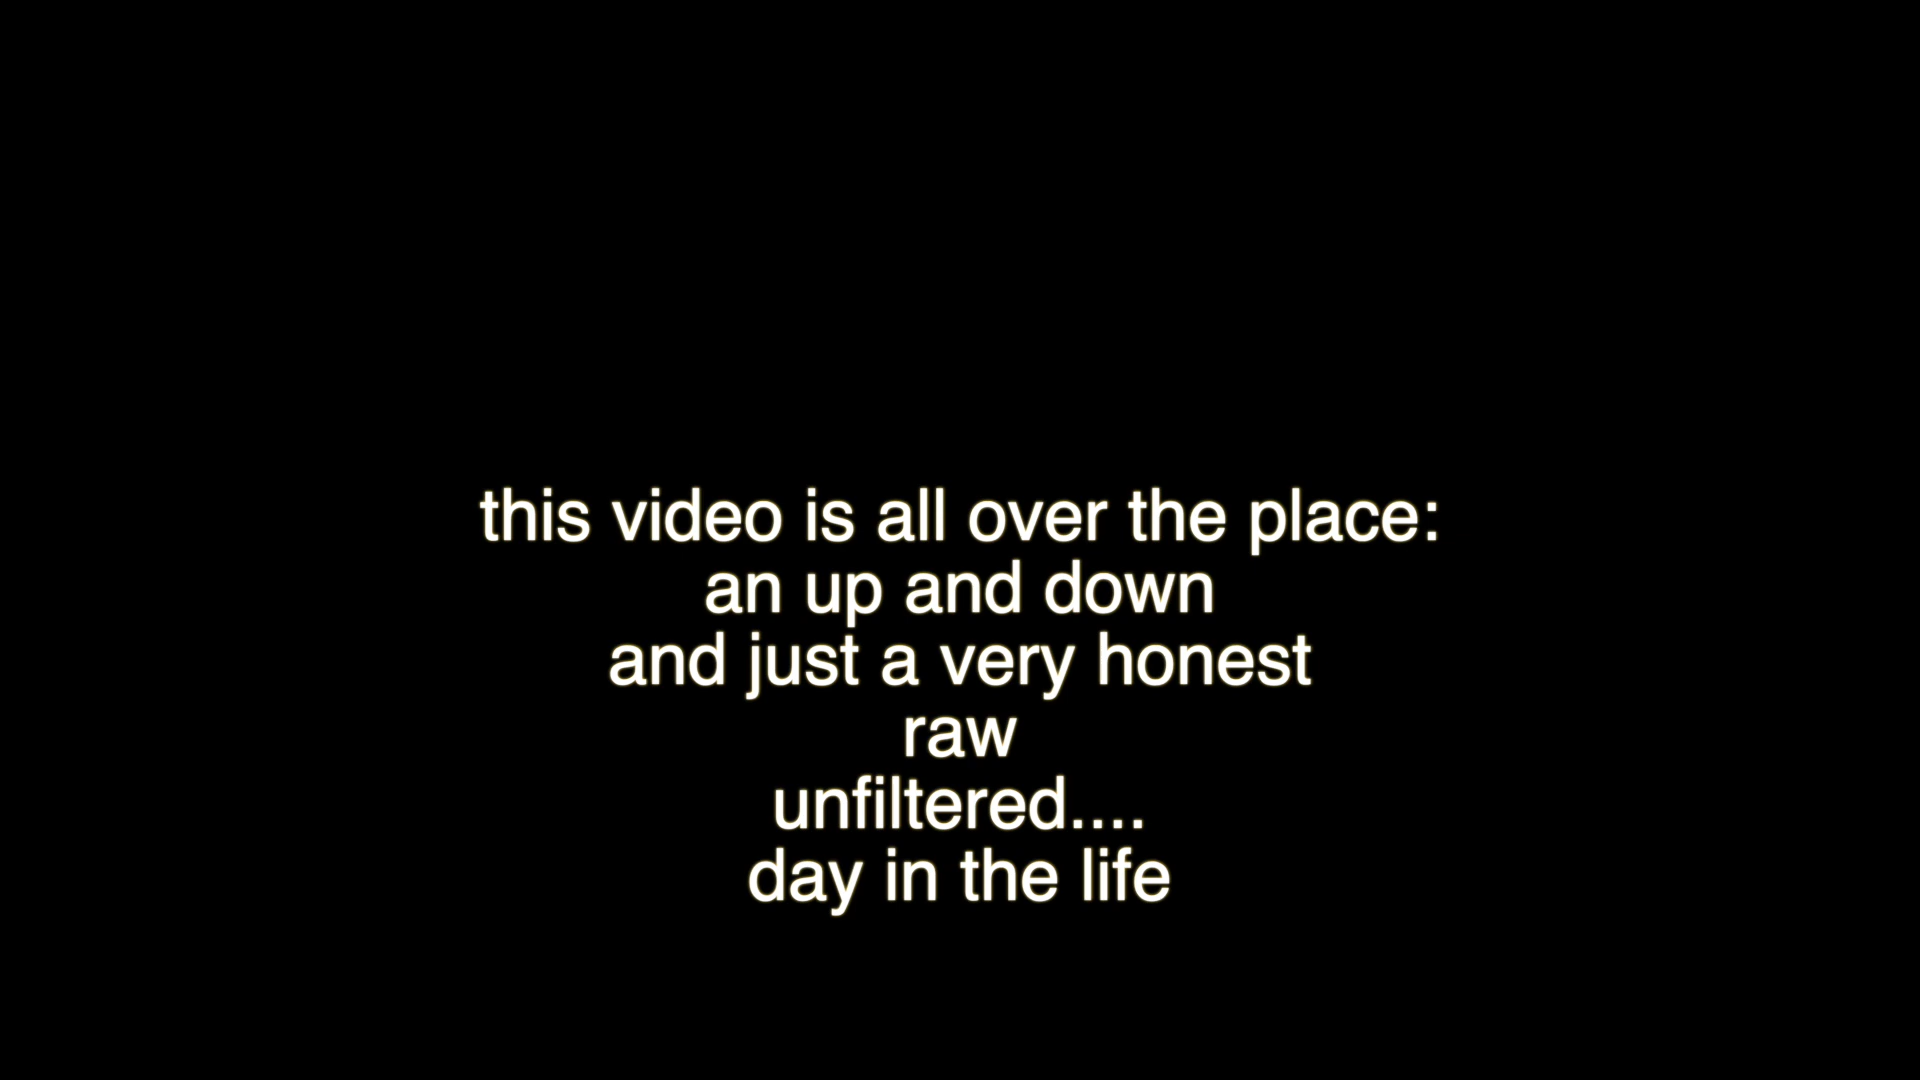 this video is all over the place:
an up and down
and just a very honest
raw
unfiltered....
day in the life